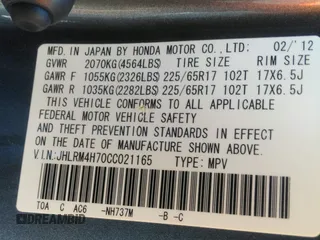 MFD. IN JAPAN BY HONDA MOTOR CO., LTD: 02/'12
GVWR 2070KG(4564LBS) TIRE SIZE RIM SIZE
GAWR F 1055KG(2326LBS) 225/65R17 102T 17X6.5J
GAWR R 1035KG(2282LBS) 225/65R17 102T 17X6.5J
THIS VEHICLE CONFORMS TO ALL APPLICABLE
FEDERAL MOTOR VEHICLE SAFETY
AND THEFT PREVENTION STANDARDS IN EFFECT
ON THE DATE OF MANUFACTURE SHOWN ABOVE.
V.I.N: JHLRM4H70CC021165 TYPE: MPV
TOA C AC6 -NH737M -B -C
DREAMBID